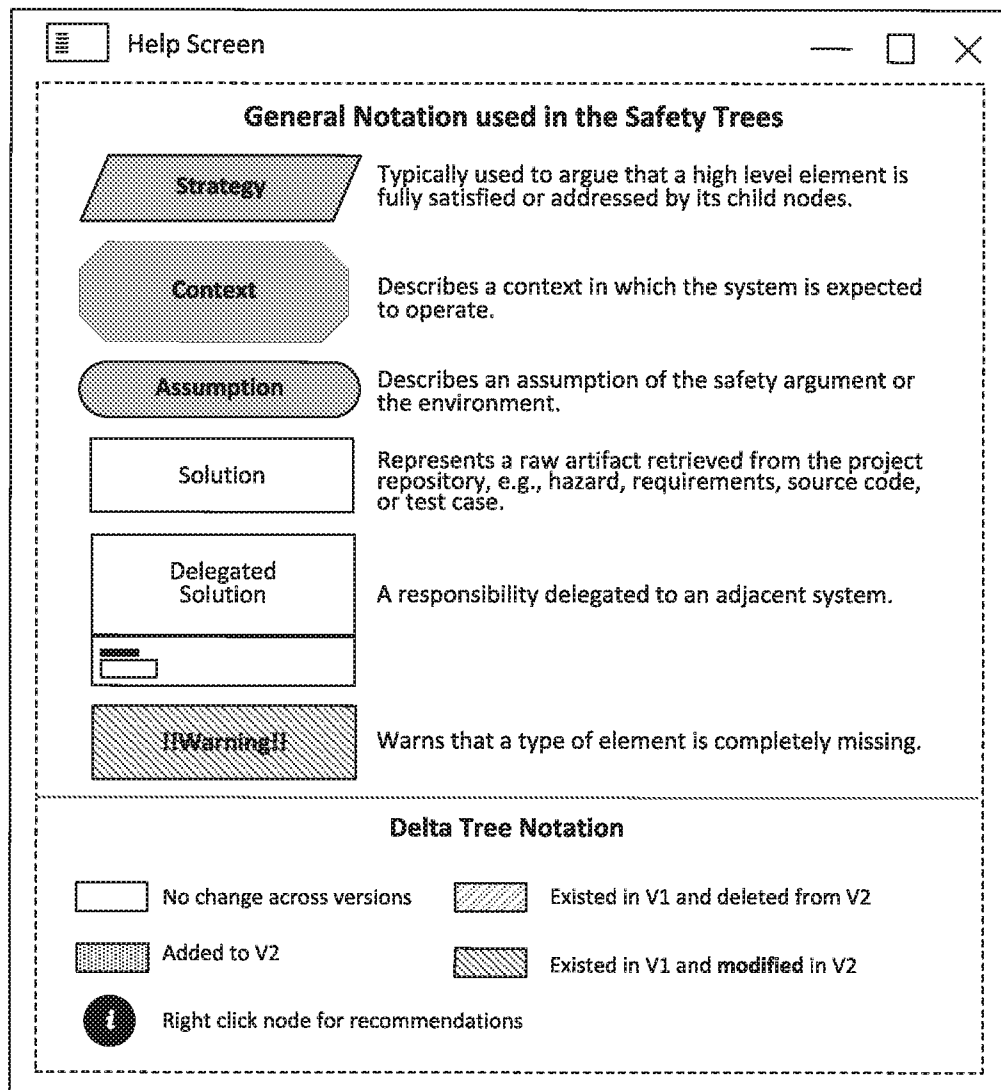 Help Screen
General Notation used in the Safety Trees
Strategy
Typically used to argue that a high level element is
fully satisfied or addressed by its child nodes.
Context
Describes a context in which the system is expected
to operate.
Assumption
Describes an assumption of the safety argument or
the environment.
Solution
Represents a raw artifact retrieved from the project
repository, e.g., hazard, requirements, source code,
or test case.
Delegated
Solution
A responsibility delegated to an adjacent system.
!!Warning!!
Warns that a type of element is completely missing.
Delta Tree Notation
No change across versions
Existed in V1 and deleted from V2
Added to V2
Existed in V1 and modified in V2
i
Right click node for recommendations